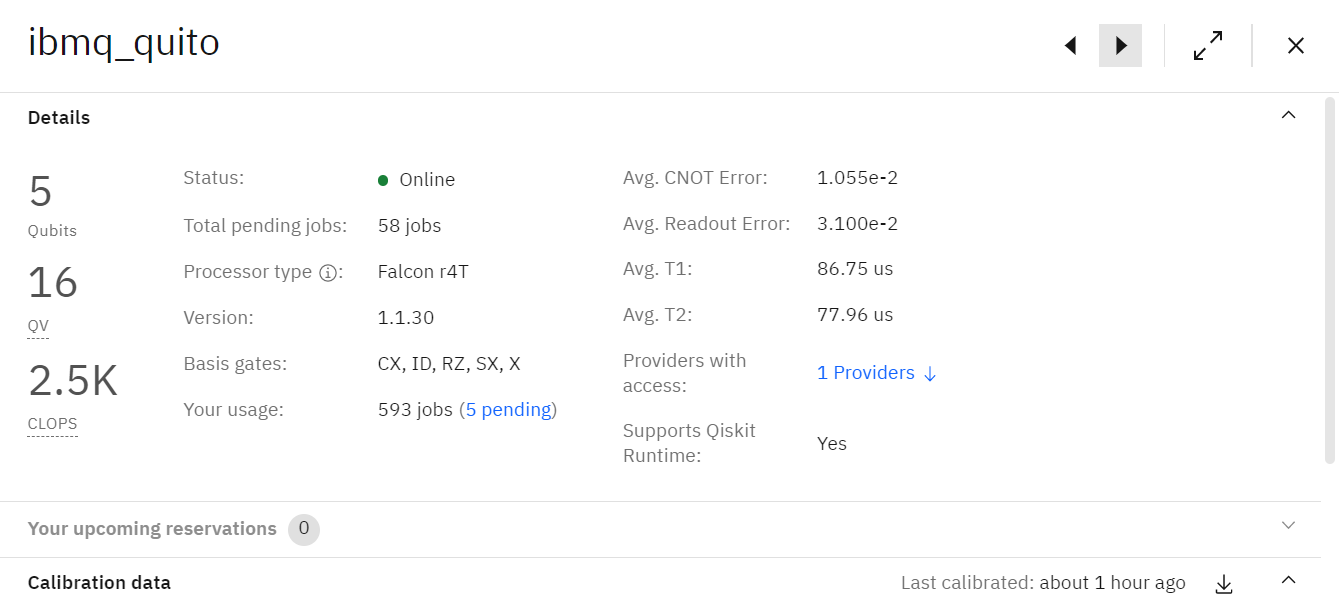 ibmq_quito
Details
5
Qubits
16
QV
2.5K
CLOPS
Status: Online
Total pending jobs: 58 jobs
Processor type ⓘ: Falcon r4T
Version: 1.1.30
Basis gates: CX, ID, RZ, SX, X
Your usage: 593 jobs (5 pending)
Avg. CNOT Error: 1.055e-2
Avg. Readout Error: 3.100e-2
Avg. T1: 86.75 us
Avg. T2: 77.96 us
Providers with
access: 1 Providers ↓
Supports Qiskit
Runtime: Yes
Your upcoming reservations 0
Calibration data Last calibrated: about 1 hour ago